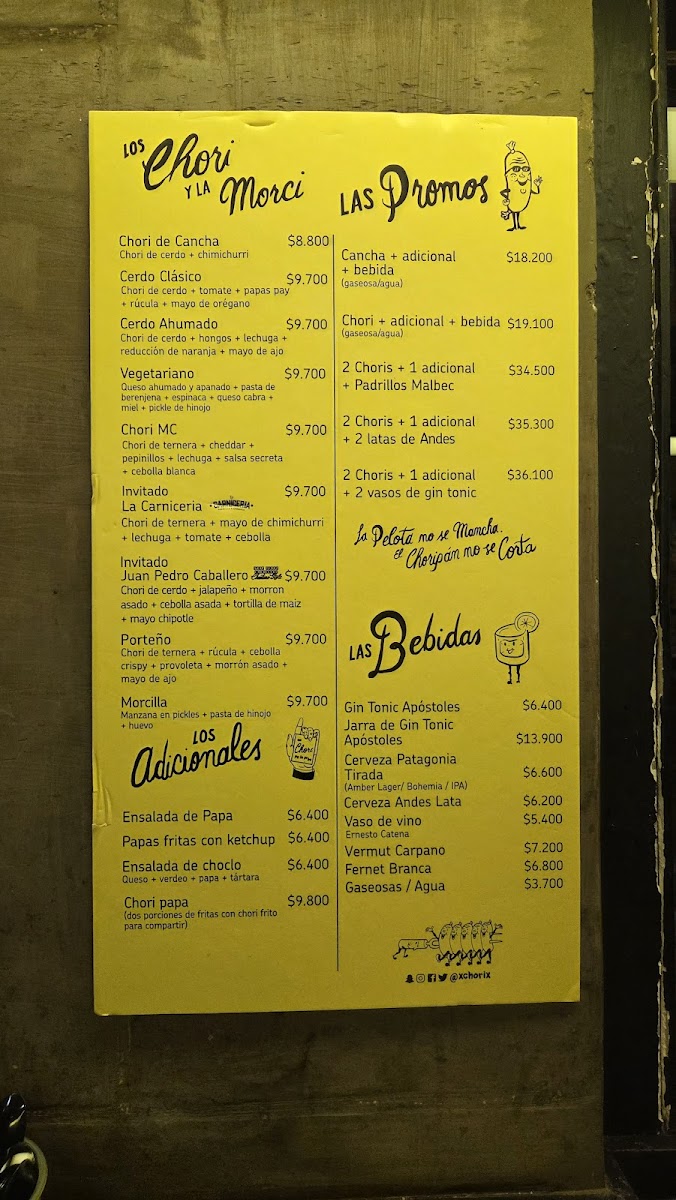 LOS
Chori
Y LA
Morci
Chori de Cancha $8.800
Chori de cerdo + chimichurri
Cerdo Clásico $9.700
Chori de cerdo + tomate + papas pay
+ rúcula + mayo de orégano
Cerdo Ahumado $9.700
Chori de cerdo + hongos + lechuga +
reducción de naranja + mayo de ajo
Vegetariano $9.700
Queso ahumado y apanado + pasta de
berenjena + espinaca + queso cabra +
miel + pickle de hinojo
Chori MC $9.700
Chori de ternera + cheddar +
pepinillos + lechuga + salsa secreta
+ cebolla blanca
Invitado $9.700
La Carniceria CARNICERIA
Chori de ternera + mayo de chimichurri
+ lechuga + tomate + cebolla
Invitado
Juan Pedro Caballero $9.700
Chori de cerdo + jalapeño + morron
asado + cebolla asada + tortilla de maiz
+ mayo chipotle
Porteño $9.700
Chori de ternera + rúcula + cebolla
crispy + provoleta + morrón asado +
mayo de ajo
Morcilla $9.700
Manzana en pickles + pasta de hinojo
+ huevo
LOS
Adicionales
Chori
Ensalada de Papa $6.400
Papas fritas con ketchup $6.400
Ensalada de choclo $6.400
Queso + verdeo + papa + tártara
Chori papa $9.800
(dos porciones de fritas con chori frito
para compartir)
LAS Promos
Cancha + adicional $18.200
+ bebida
(gaseosa/agua)
Chori + adicional + bebida $19.100
(gaseosa/agua)
2 Choris + 1 adicional $34.500
+ Padrillos Malbec
2 Choris + 1 adicional $35.300
+ 2 latas de Andes
2 Choris + 1 adicional $36.100
+ 2 vasos de gin tonic
La Pelota no se Mancha.
el Choripán no se Corta
LAS Bebidas
Gin Tonic Apóstoles $6.400
Jarra de Gin Tonic
Apóstoles $13.900
Cerveza Patagonia
Tirada $6.600
(Amber Lager/ Bohemia / IPA)
Cerveza Andes Lata $6.200
Vaso de vino $5.400
Ernesto Catena
Vermut Carpano $7.200
Fernet Branca $6.800
Gaseosas / Agua $3.700
@xchorix